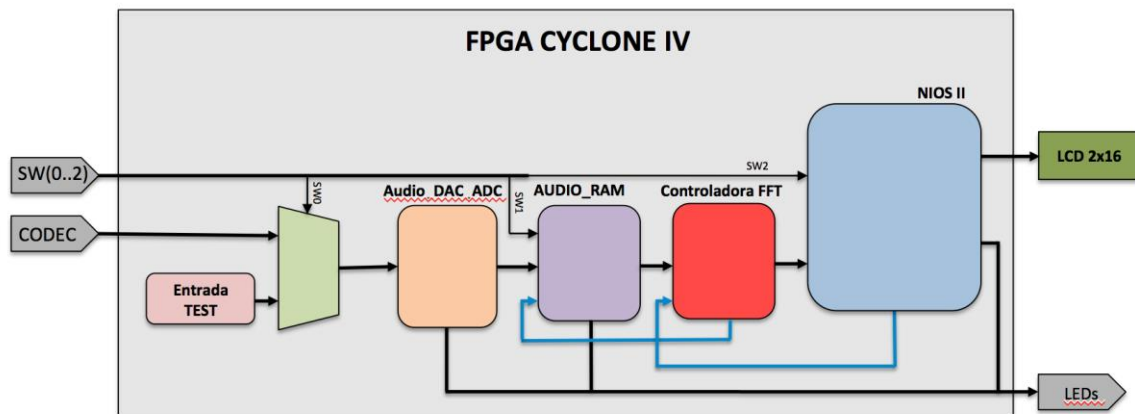 FPGA CYCLONE IV
NIOS II
LCD 2x16
SW(0..2)
SW2
SW0
SW1
Audio_DAC_ADC
AUDIO_RAM
Controladora FFT
CODEC
Entrada
TEST
LEDs